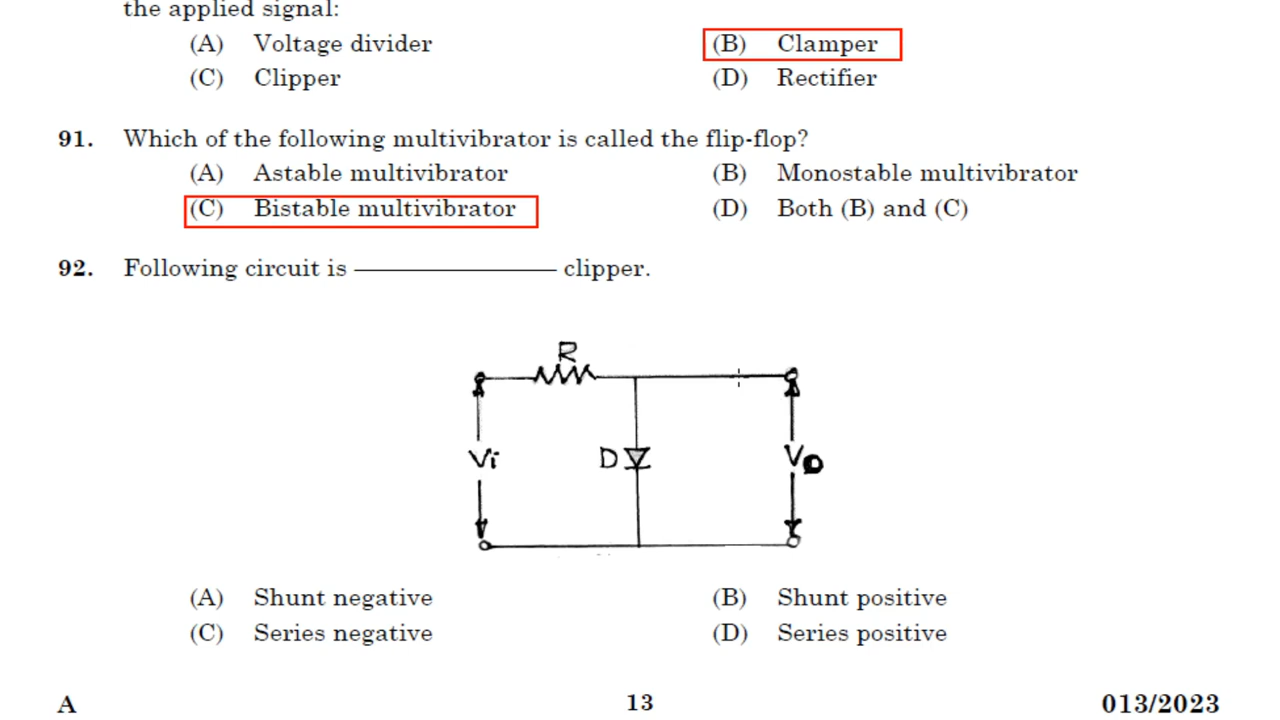 the applied signal:
(A) Voltage divider (B) Clamper
(C) Clipper (D) Rectifier
91. Which of the following multivibrator is called the flip-flop?
(A) Astable multivibrator (B) Monostable multivibrator
(C) Bistable multivibrator (D) Both (B) and (C)
92. Following circuit is ______________ clipper.
R
Vi D Vo
(A) Shunt negative (B) Shunt positive
(C) Series negative (D) Series positive
A 13 013/2023